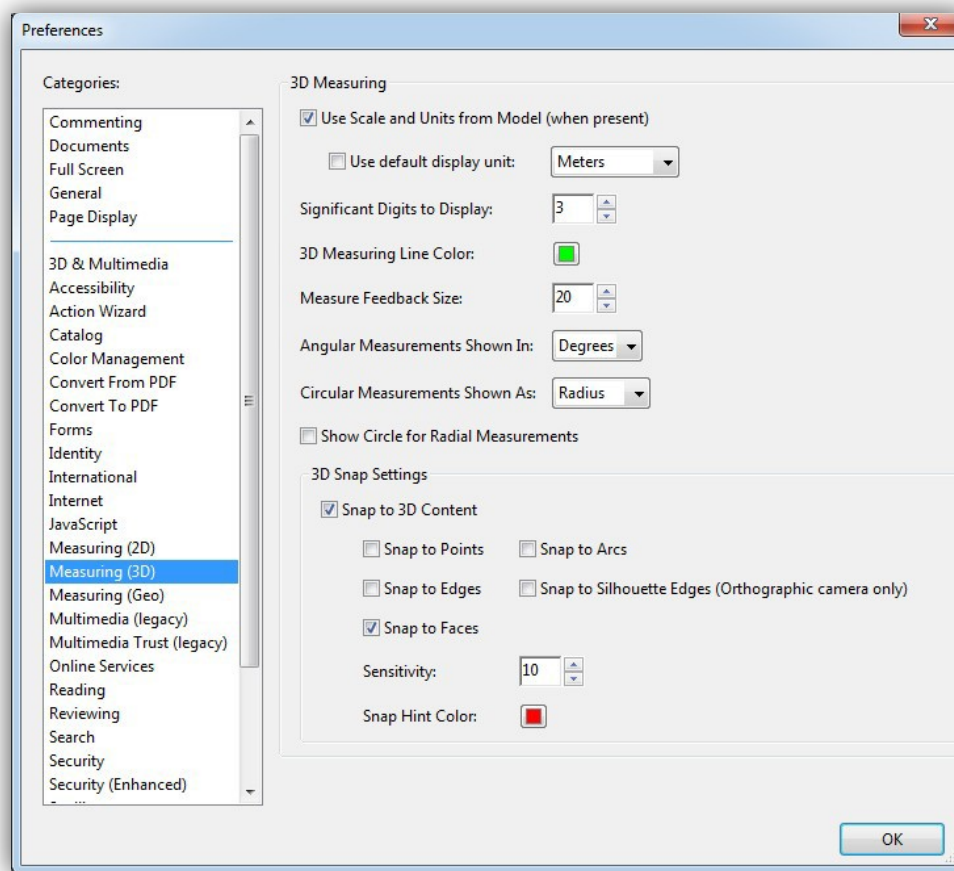 Preferences
Categories:
Commenting
Documents
Full Screen
General
Page Display
3D & Multimedia
Accessibility
Action Wizard
Catalog
Color Management
Convert From PDF
Convert To PDF
Forms
Identity
International
Internet
JavaScript
Measuring (2D)
Measuring (3D)
Measuring (Geo)
Multimedia (legacy)
Multimedia Trust (legacy)
Online Services
Reading
Reviewing
Search
Security
Security (Enhanced)
3D Measuring
Use Scale and Units from Model (when present)
Use default display unit: Meters
Significant Digits to Display: 3
3D Measuring Line Color:
Measure Feedback Size: 20
Angular Measurements Shown In: Degrees
Circular Measurements Shown As: Radius
Show Circle for Radial Measurements
3D Snap Settings
Snap to 3D Content
Snap to Points Snap to Arcs
Snap to Edges Snap to Silhouette Edges (Orthographic camera only)
Snap to Faces
Sensitivity: 10
Snap Hint Color:
OK